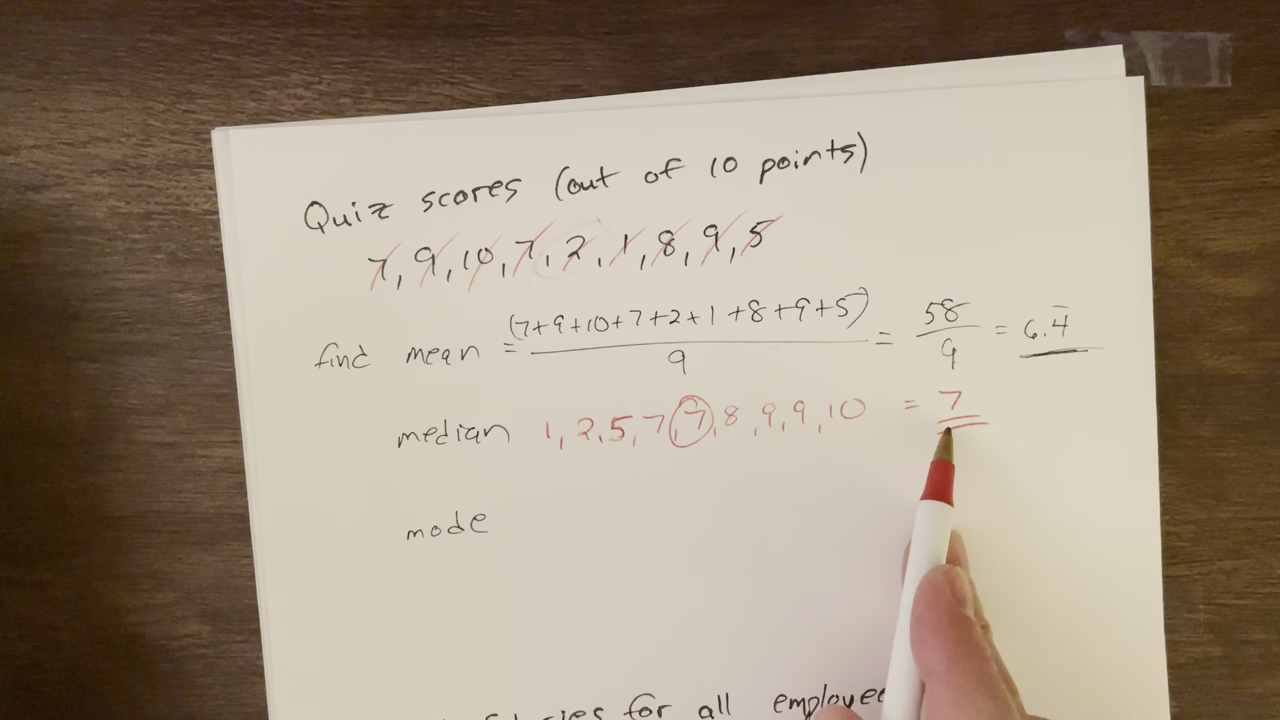 Quiz scores (out of 10 points)
7, 9, 10, 7, 2, 1, 8, 9, 5
find mean = (7+9+10+7+2+1+8+9+5) / 9 = 58 / 9 = 6.4̅
median 1, 2, 5, 7, 7, 8, 9, 9, 10 = 7
mode
for all